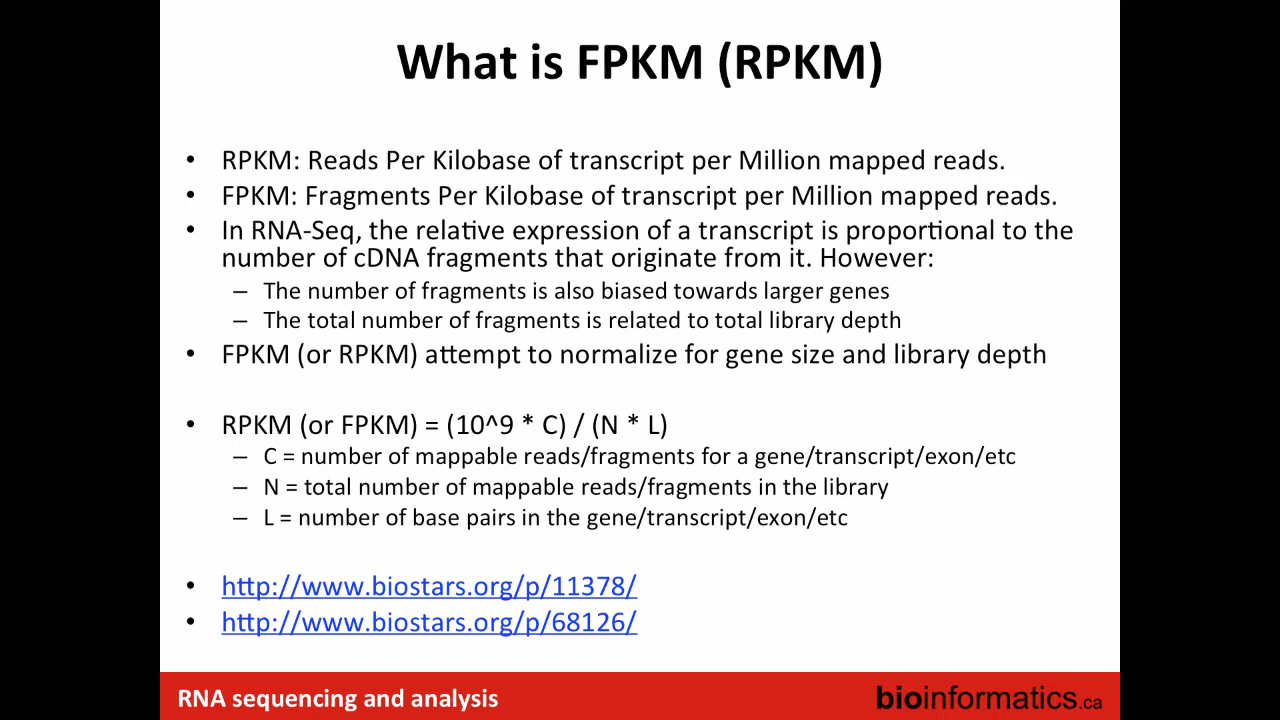 What is FPKM (RPKM)
• RPKM: Reads Per Kilobase of transcript per Million mapped reads.
• FPKM: Fragments Per Kilobase of transcript per Million mapped reads.
• In RNA-Seq, the relative expression of a transcript is proportional to the
number of cDNA fragments that originate from it. However:
– The number of fragments is also biased towards larger genes
– The total number of fragments is related to total library depth
• FPKM (or RPKM) attempt to normalize for gene size and library depth
• RPKM (or FPKM) = (10^9 * C) / (N * L)
– C = number of mappable reads/fragments for a gene/transcript/exon/etc
– N = total number of mappable reads/fragments in the library
– L = number of base pairs in the gene/transcript/exon/etc
• http://www.biostars.org/p/11378/
• http://www.biostars.org/p/68126/
RNA sequencing and analysis
bioinformatics.ca